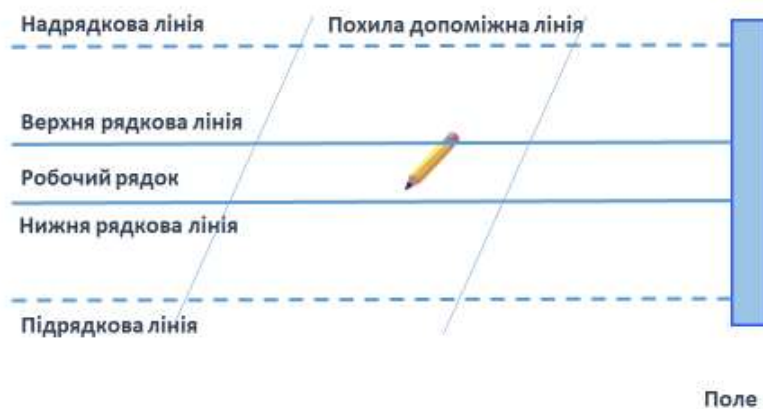 Надрядкова лінія
Похила допоміжна лінія
Верхня рядкова лінія
Робочий рядок
Нижня рядкова лінія
Підрядкова лінія
Поле